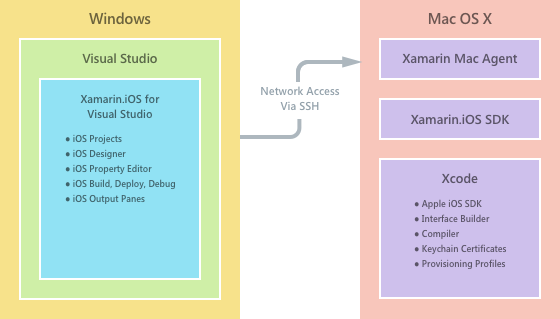 Windows
Visual Studio
Xamarin.iOS for
Visual Studio
● iOS Projects
● iOS Designer
● iOS Property Editor
● iOS Build, Deploy, Debug
● iOS Output Panes
Network Access
Via SSH
Mac OS X
Xamarin Mac Agent
Xamarin.iOS SDK
Xcode
● Apple iOS SDK
● Interface Builder
● Compiler
● Keychain Certificates
● Provisioning Profiles